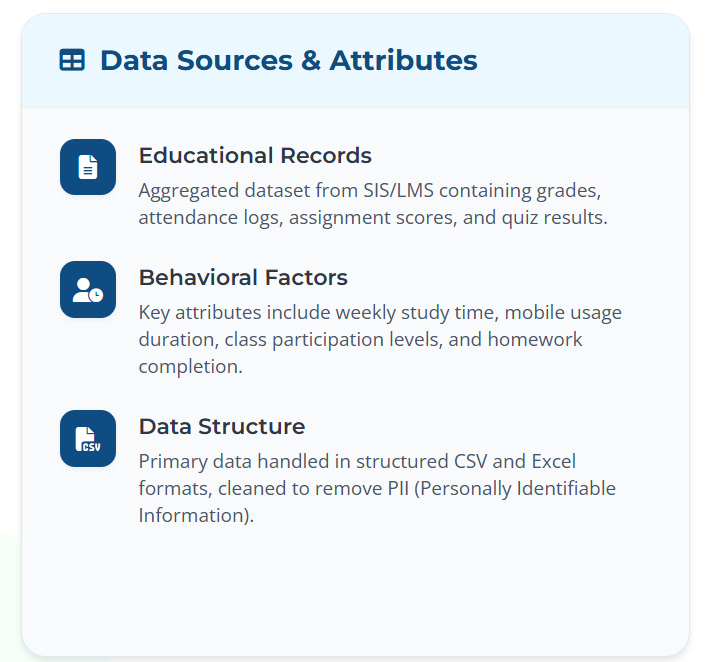 Data Sources & Attributes
Educational Records
Aggregated dataset from SIS/LMS containing grades,
attendance logs, assignment scores, and quiz results.
Behavioral Factors
Key attributes include weekly study time, mobile usage
duration, class participation levels, and homework
completion.
CSV
Data Structure
Primary data handled in structured CSV and Excel
formats, cleaned to remove PII (Personally Identifiable
Information).